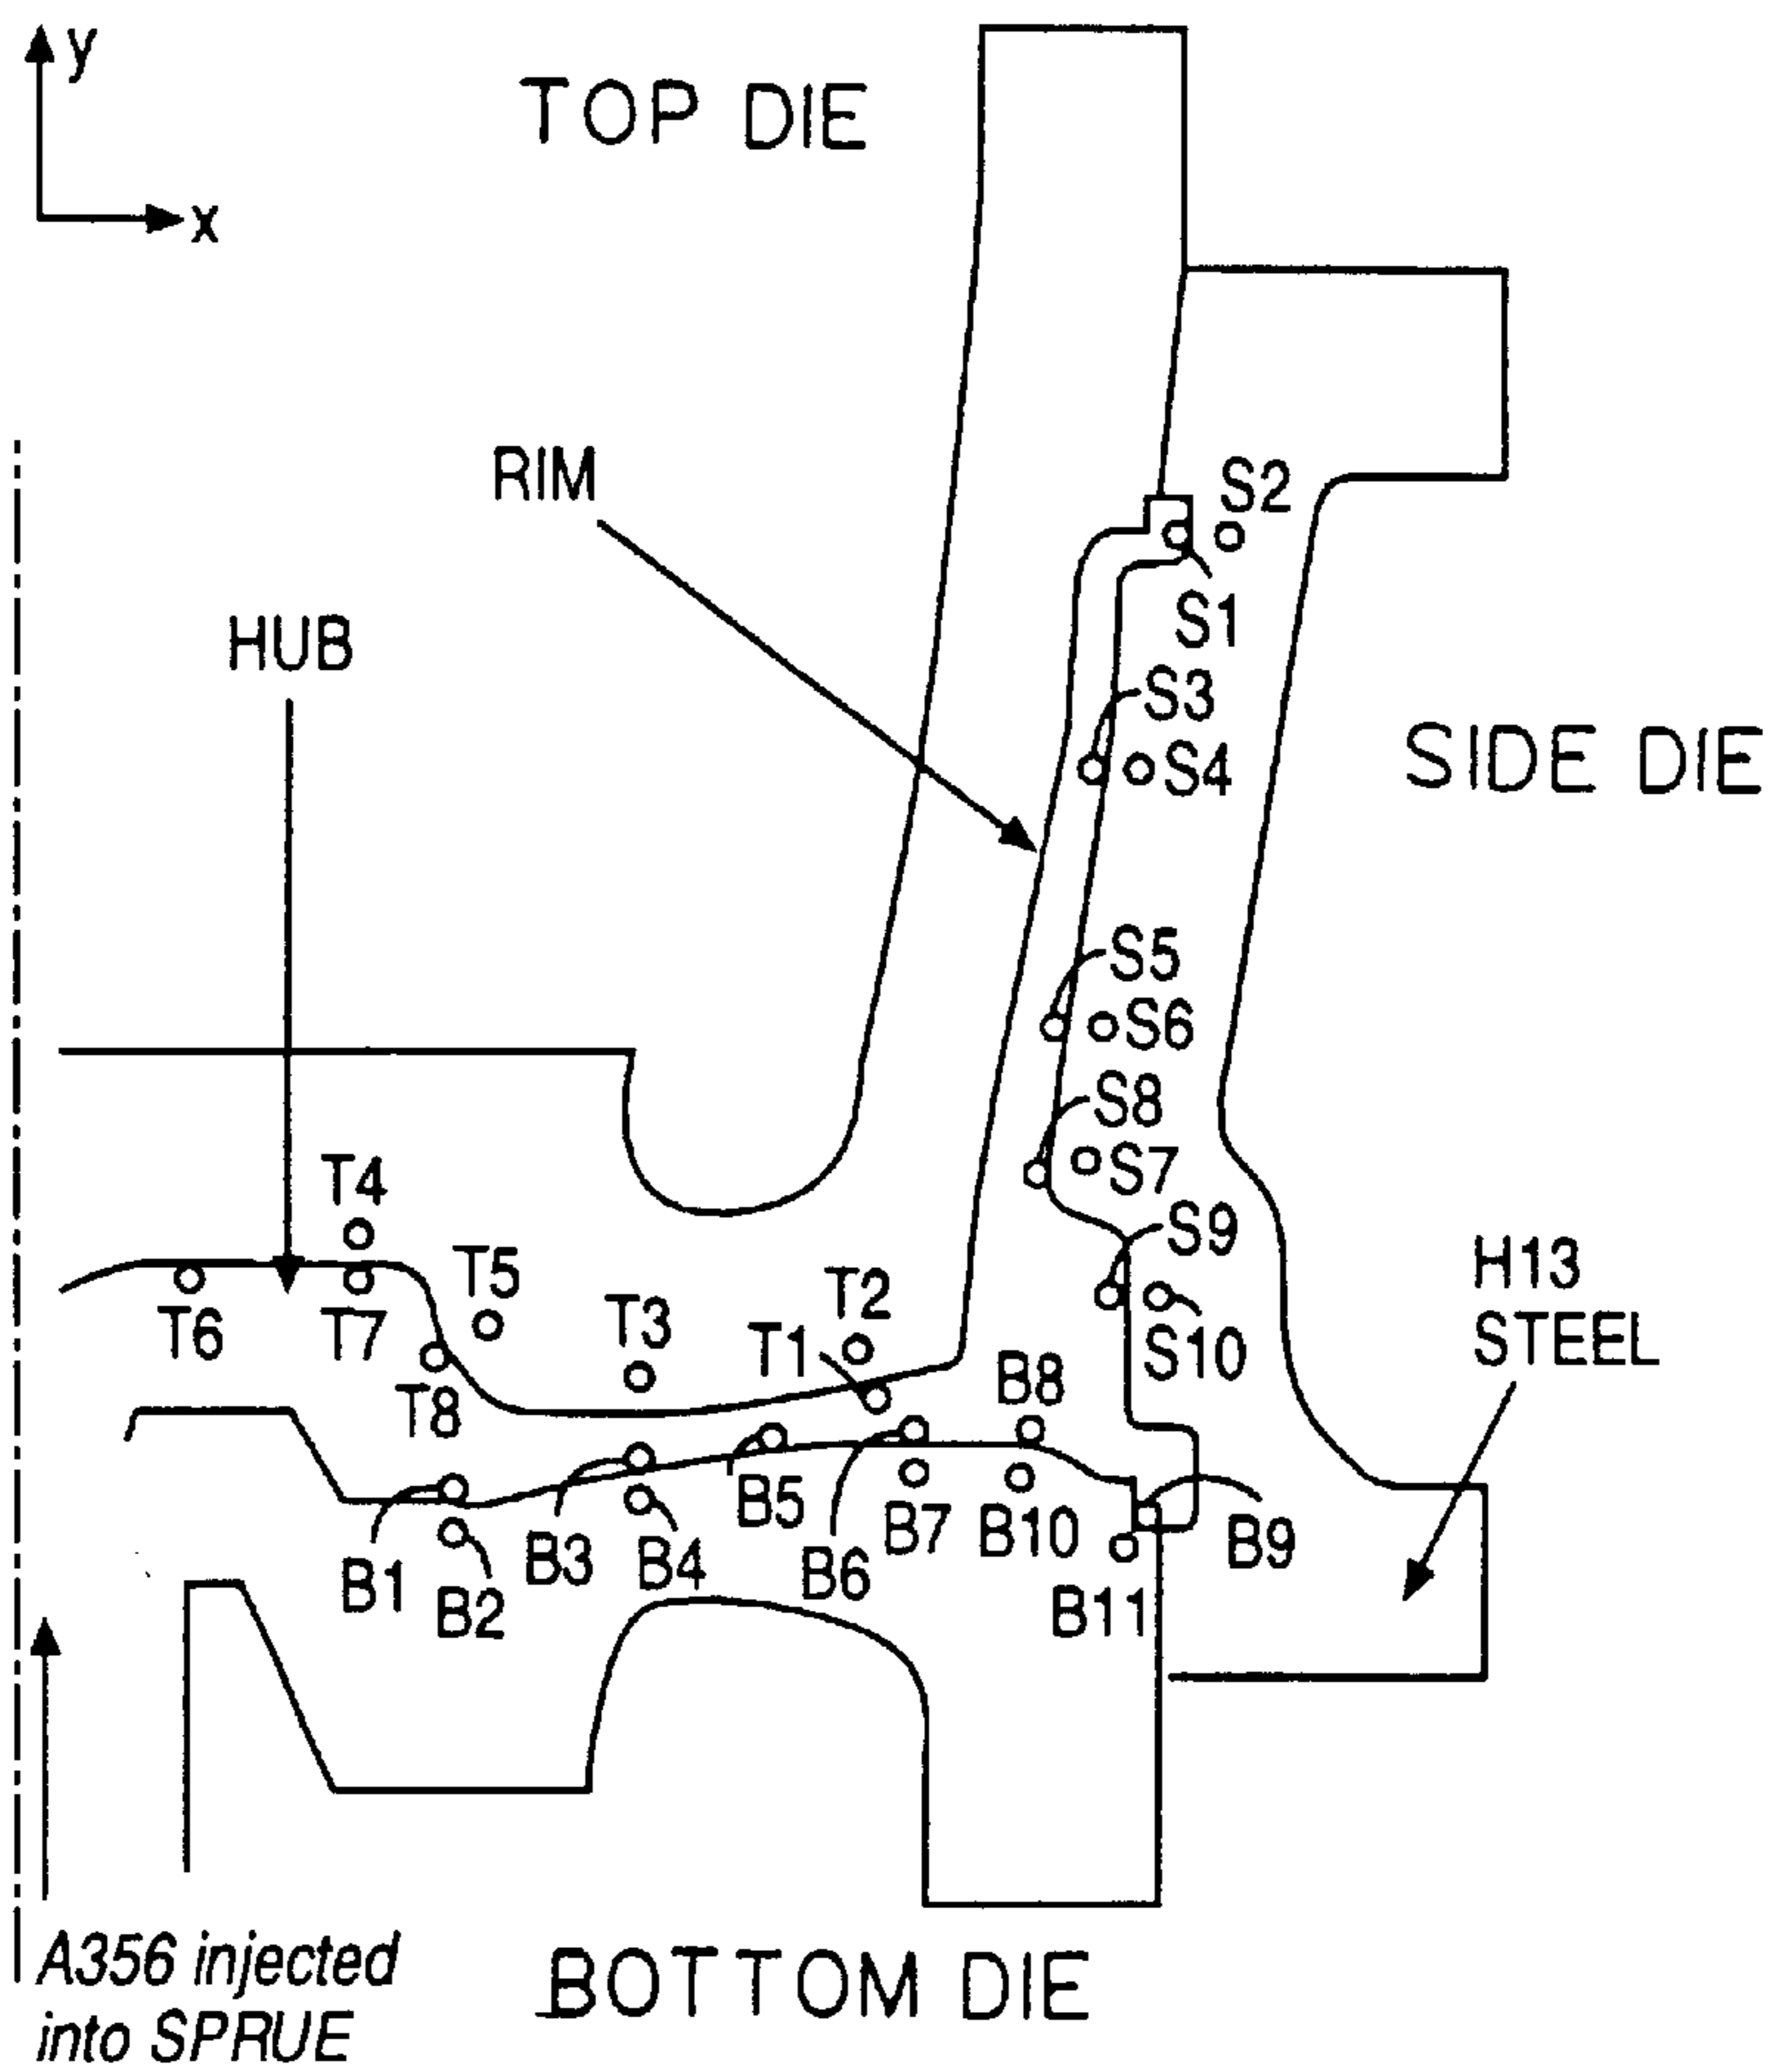 y
TOP DIE
x
RIM
S2
S1
HUB
S3
S4
SIDE DIE
S5
S6
S8
S7
T4
S9
T5
H13
STEEL
T6
T7
T3
T2
T1
S10
T8
B8
B5
B7
B10
B9
B1
B2
B3
B4
B6
B11
A356 injected
into SPRUE
BOTTOM DIE